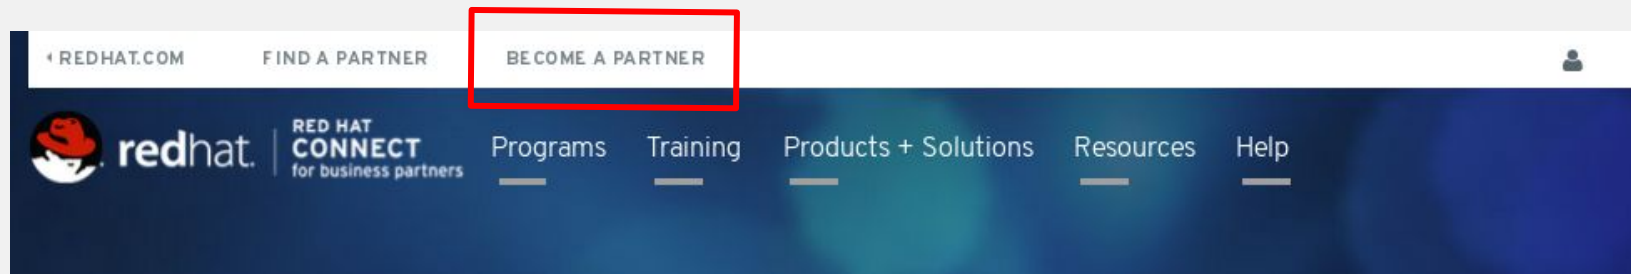 REDHAT.COM FIND A PARTNER BECOME A PARTNER
redhat.
RED HAT
CONNECT
for business partners
Programs Training Products + Solutions Resources Help